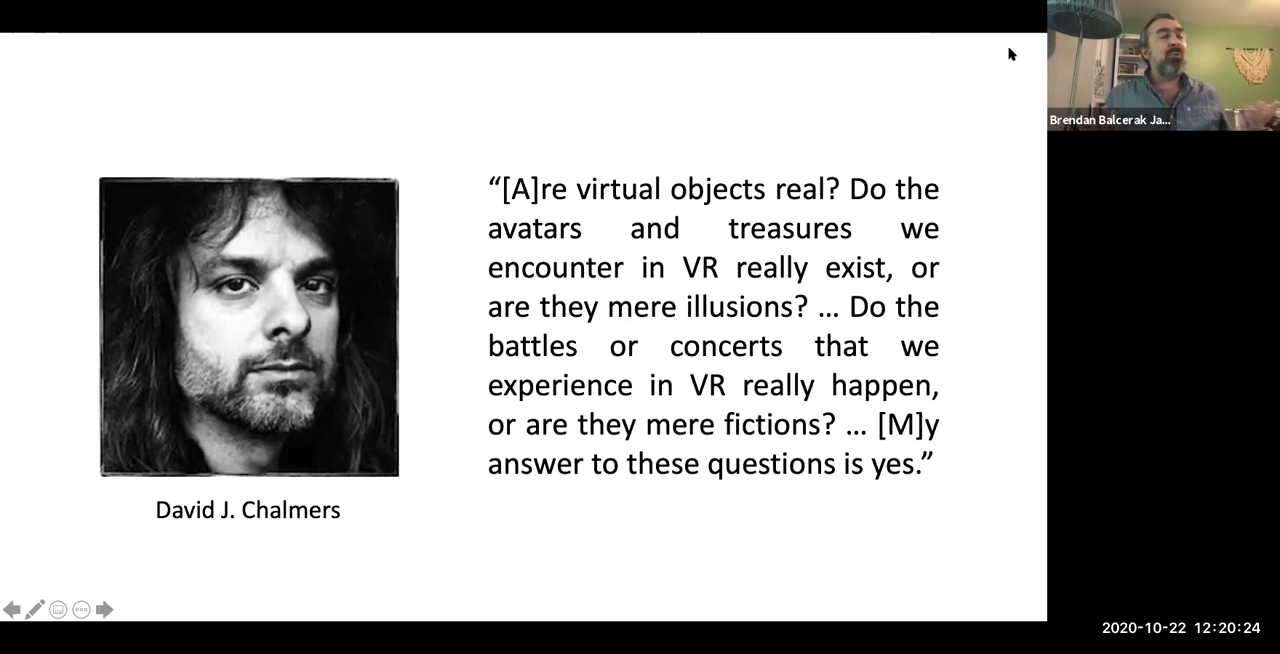 Brendan Balcerak Ja...
“[A]re virtual objects real? Do the
avatars and treasures we
encounter in VR really exist, or
are they mere illusions? ... Do the
battles or concerts that we
experience in VR really happen,
or are they mere fictions? ... [M]y
answer to these questions is yes.”
David J. Chalmers
2020-10-22 12:20:24